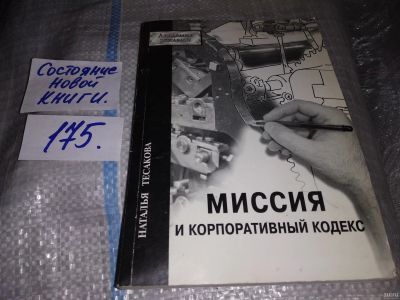 Состояние
новой
книги.
175.
НАТАЛЬЯ ТЕСАКОВА
МИССИЯ
И КОРПОРАТИВНЫЙ КОДЕКС